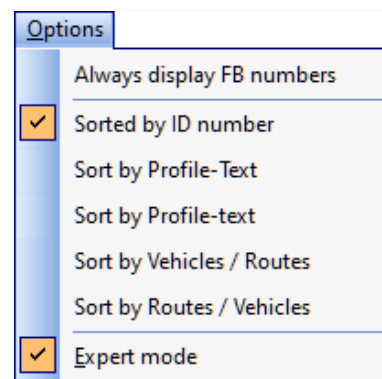 Options
Always display FB numbers
Sorted by ID number
Sort by Profile-Text
Sort by Profile-text
Sort by Vehicles / Routes
Sort by Routes / Vehicles
Expert mode